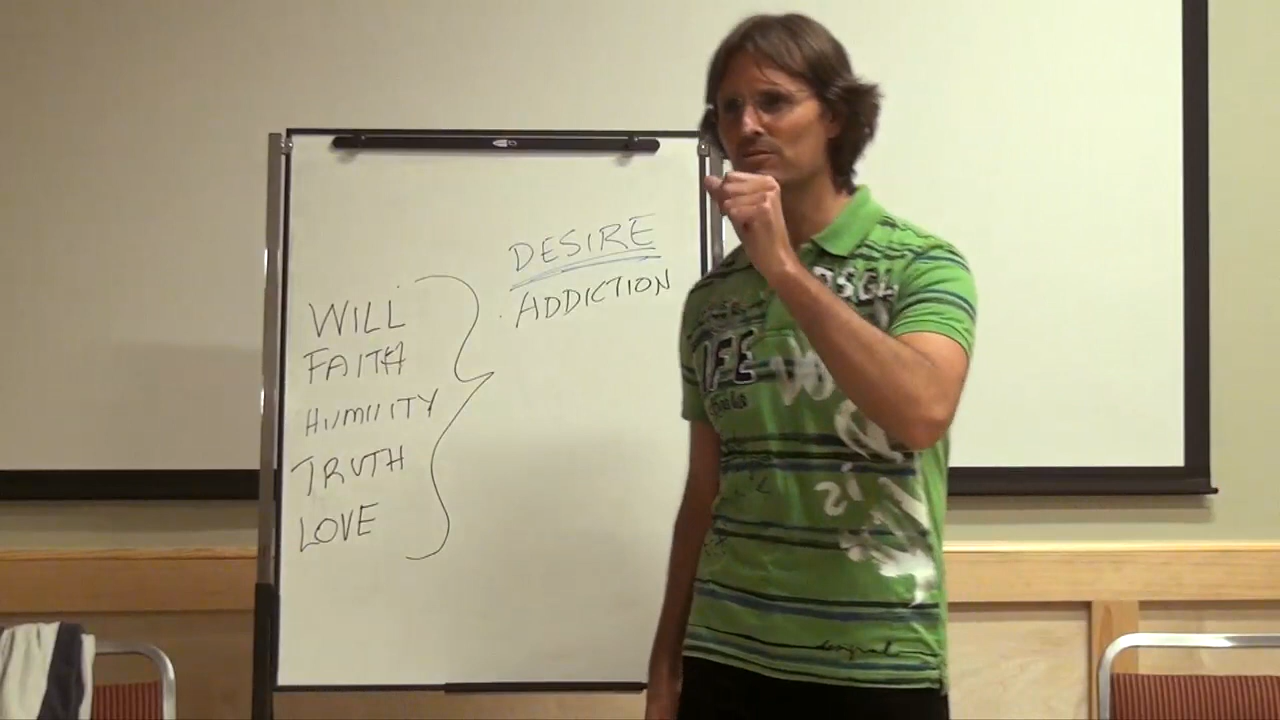 DESIRE
ADDICTION
WILL
FAITH
HUMILITY
TRUTH
LOVE